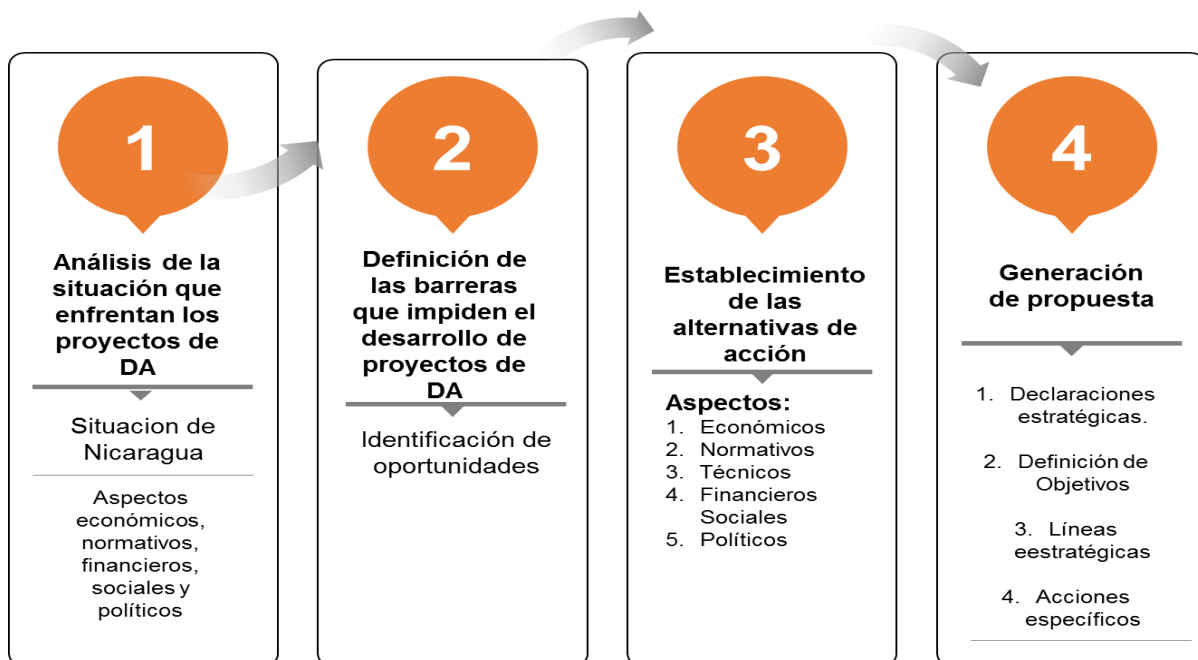 1
Análisis de la
situación que
enfrentan los
proyectos de
DA
Situacion de
Nicaragua
Aspectos
económicos,
normativos,
financieros,
sociales y
políticos
2
Definición de
las barreras
que impiden el
desarrollo de
proyectos de
DA
Identificación de
oportunidades
3
Establecimiento
de las
alternativas de
acción
Aspectos:
1. Económicos
2. Normativos
3. Técnicos
4. Financieros
Sociales
5. Políticos
4
Generación
de propuesta
1. Declaraciones
estratégicas.
2. Definición de
Objetivos
3. Líneas
eestratégicas
4. Acciones
específicos